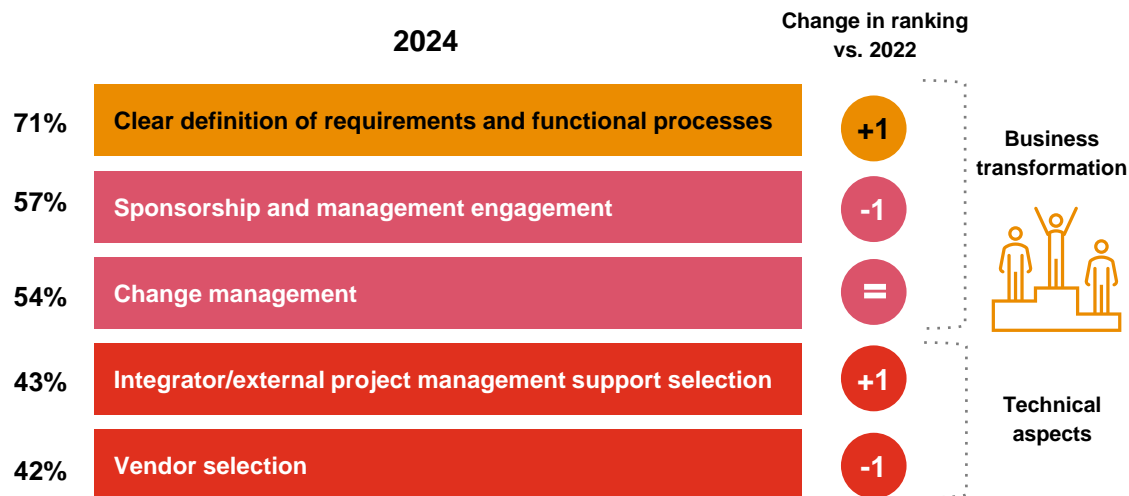 2024
Change in ranking
vs. 2022
71%
Clear definition of requirements and functional processes
+1
57%
Sponsorship and management engagement
-1
54%
Change management
=
Business
transformation
43%
Integrator/external project management support selection
+1
42%
Vendor selection
-1
Technical
aspects